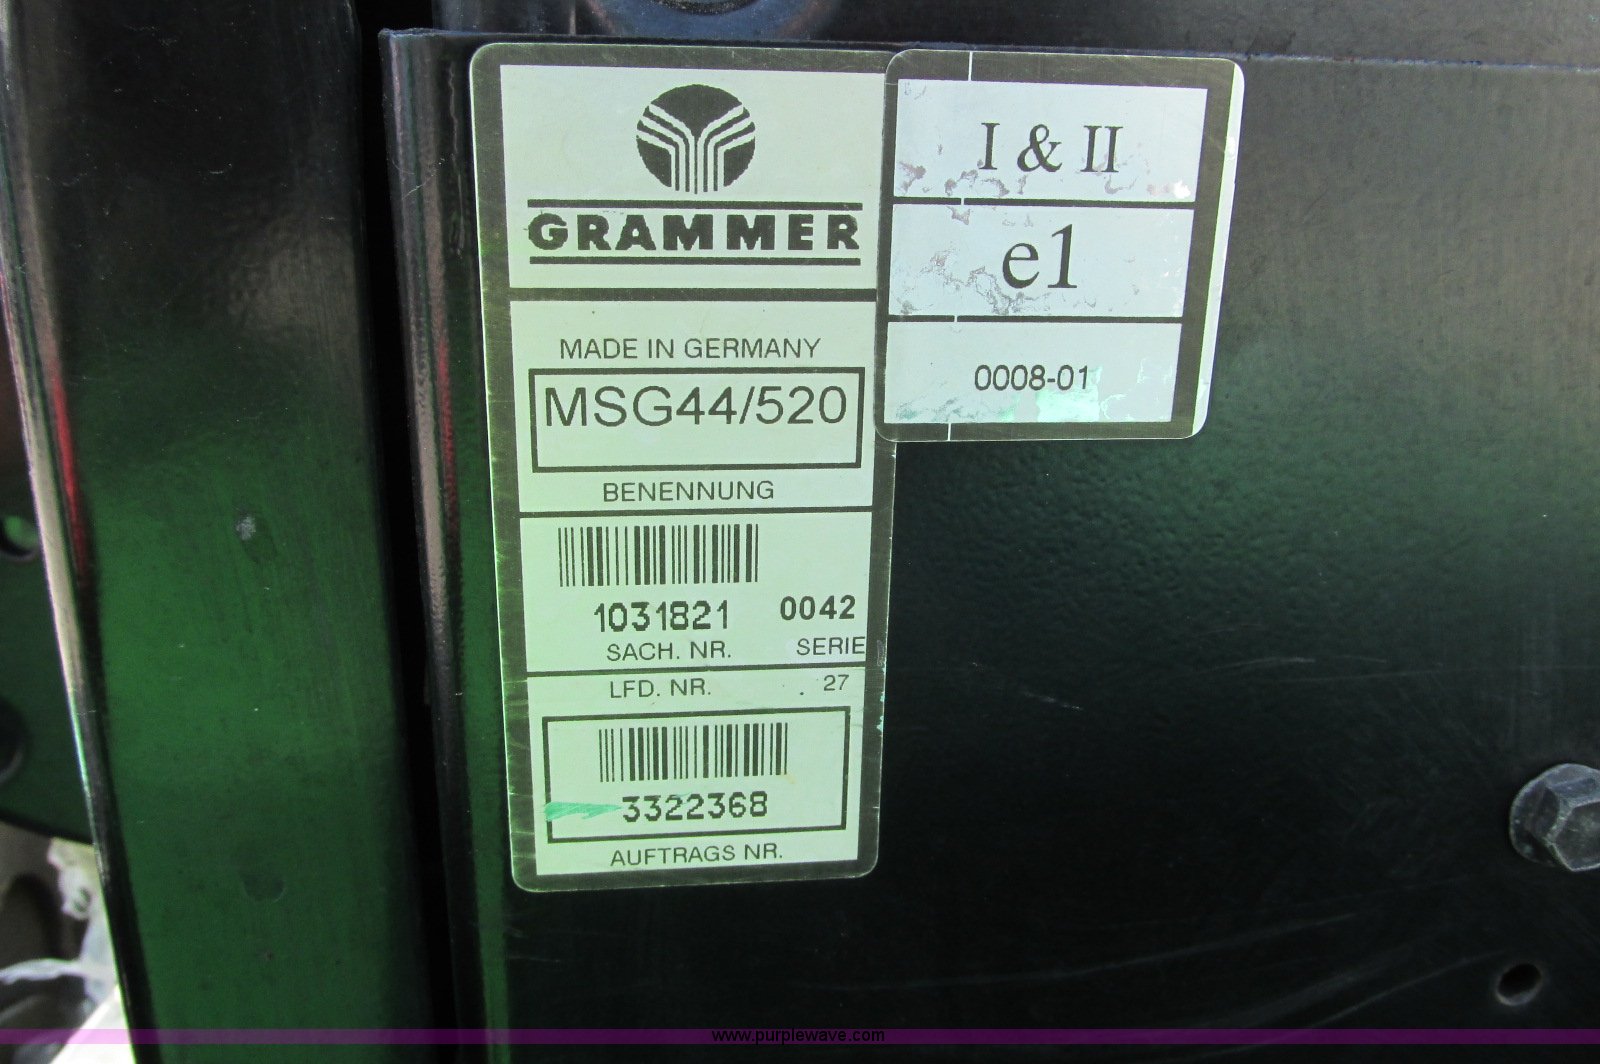 GRAMMER
MADE IN GERMANY
MSG44/520
BENENNUNG
1031821 0042
SACH. NR. SERIE
LFD. NR. . 27
3322368
AUFTRAGS NR.
I & II
e1
0008-01
www.purplewave.com